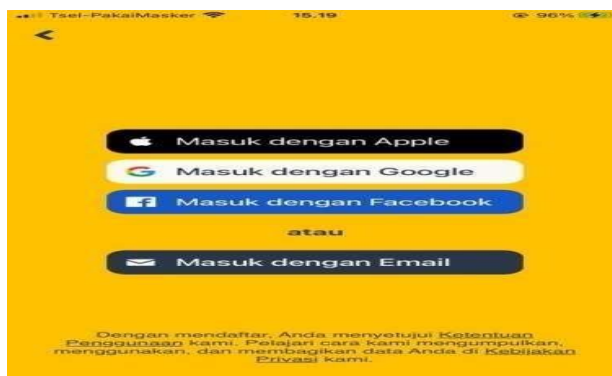 Tsel-PakaiMasker 15.19 96%
Masuk dengan Apple
Masuk dengan Google
Masuk dengan Facebook
atau
Masuk dengan Email
Dengan mendaftar, Anda menyetujui Ketentuan
Penggunaan kami. Pelajari cara kami mengumpulkan,
menggunakan, dan membagikan data Anda di Kebijakan
Privasi kami.